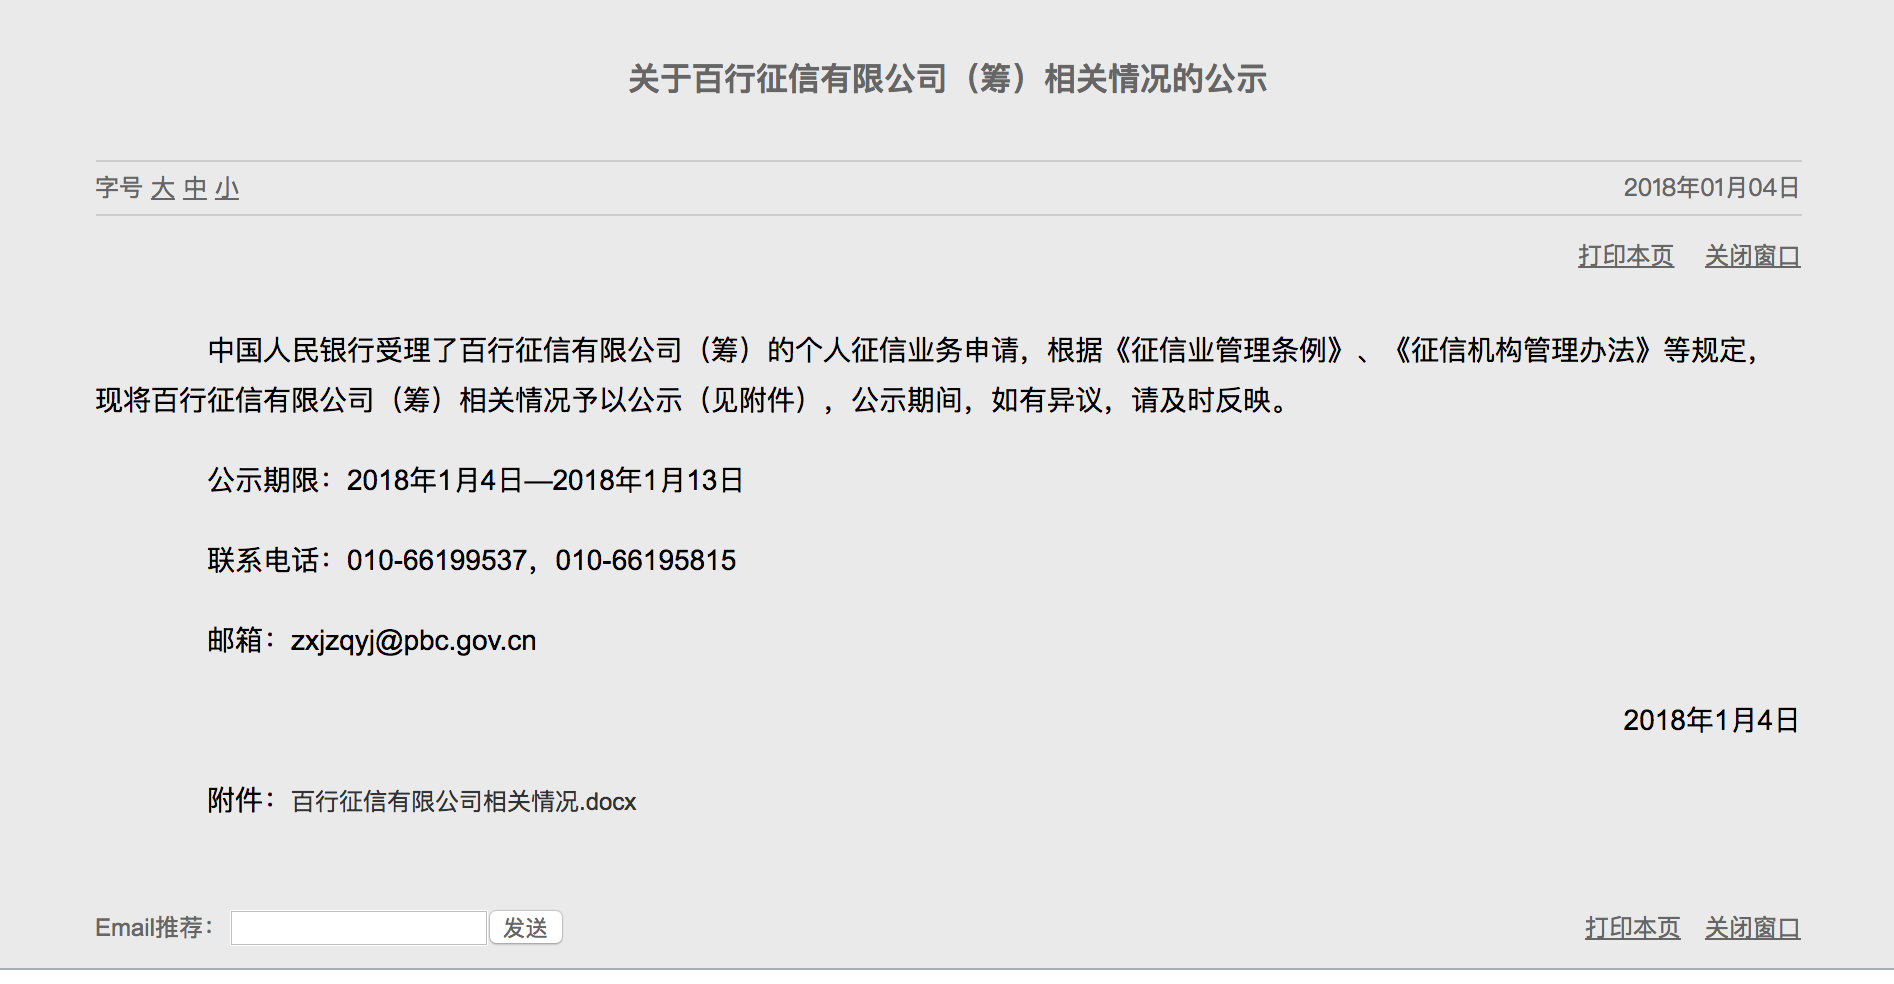 关于百行征信有限公司（筹）相关情况的公示
字号 大 中 小 2018年01月04日
打印本页 关闭窗口
中国人民银行受理了百行征信有限公司（筹）的个人征信业务申请，根据《征信业管理条例》、《征信机构管理办法》等规定，
现将百行征信有限公司（筹）相关情况予以公示（见附件），公示期间，如有异议，请及时反映。
公示期限：2018年1月4日—2018年1月13日
联系电话：010-66199537，010-66195815
邮箱：zxjzqyj@pbc.gov.cn
2018年1月4日
附件：百行征信有限公司相关情况.docx
Email推荐： 发送 打印本页 关闭窗口